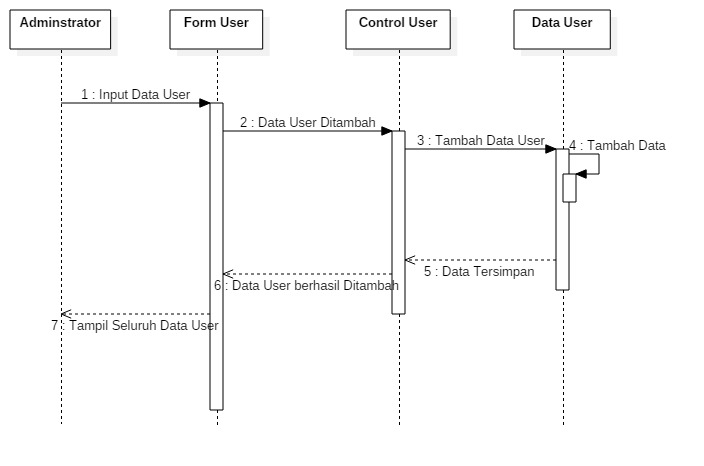 Adminstrator
Form User
Control User
Data User
1 : Input Data User
2 : Data User Ditambah
3 : Tambah Data User
4 : Tambah Data
5 : Data Tersimpan
6 : Data User berhasil Ditambah
7 : Tampil Seluruh Data User